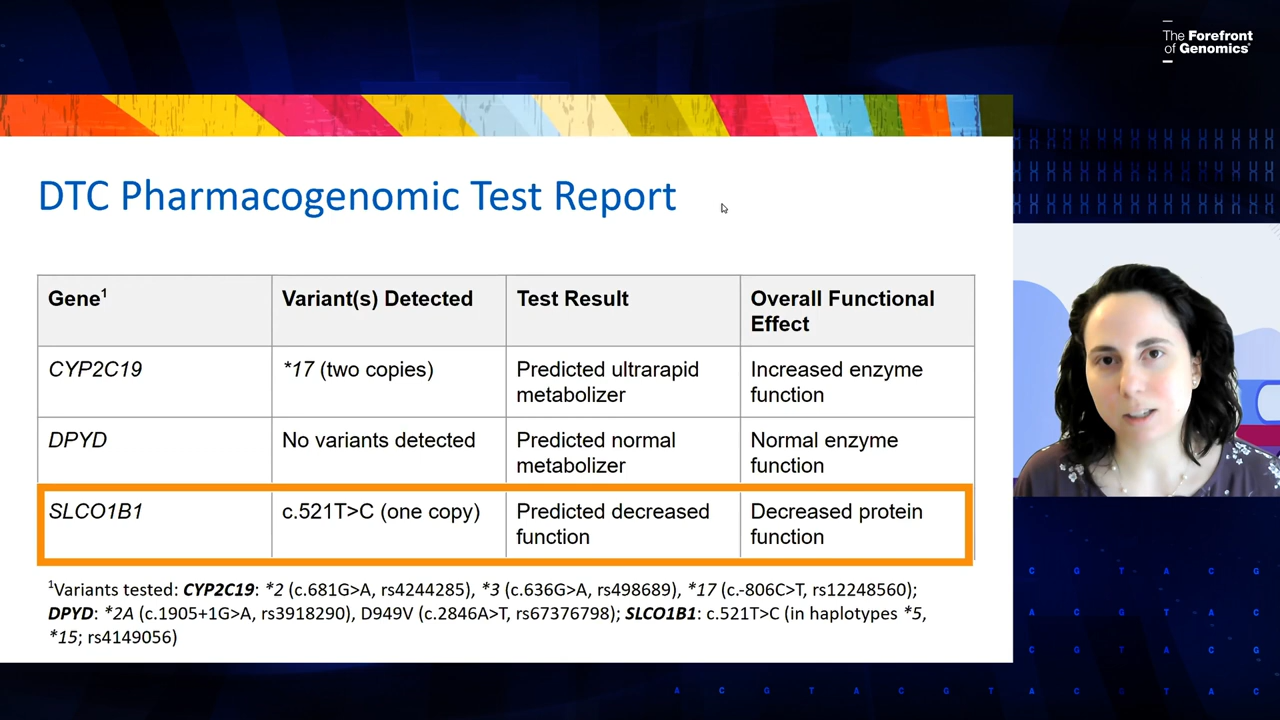 The Forefront
of Genomics®
DTC Pharmacogenomic Test Report
Gene1
Variant(s) Detected
Test Result
Overall Functional
Effect
CYP2C19
*17 (two copies)
Predicted ultrarapid
metabolizer
Increased enzyme
function
DPYD
No variants detected
Predicted normal
metabolizer
Normal enzyme
function
SLCO1B1
c.521T>C (one copy)
Predicted decreased
function
Decreased protein
function
1Variants tested: CYP2C19: *2 (c.681G>A, rs4244285), *3 (c.636G>A, rs498689), *17 (c.-806C>T, rs12248560);
DPYD: *2A (c.1905+1G>A, rs3918290), D949V (c.2846A>T, rs67376798); SLCO1B1: c.521T>C (in haplotypes *5,
*15; rs4149056)
C G T A C G
A C G T A C
C G T A C G
A C G T A C G T A C G T A C